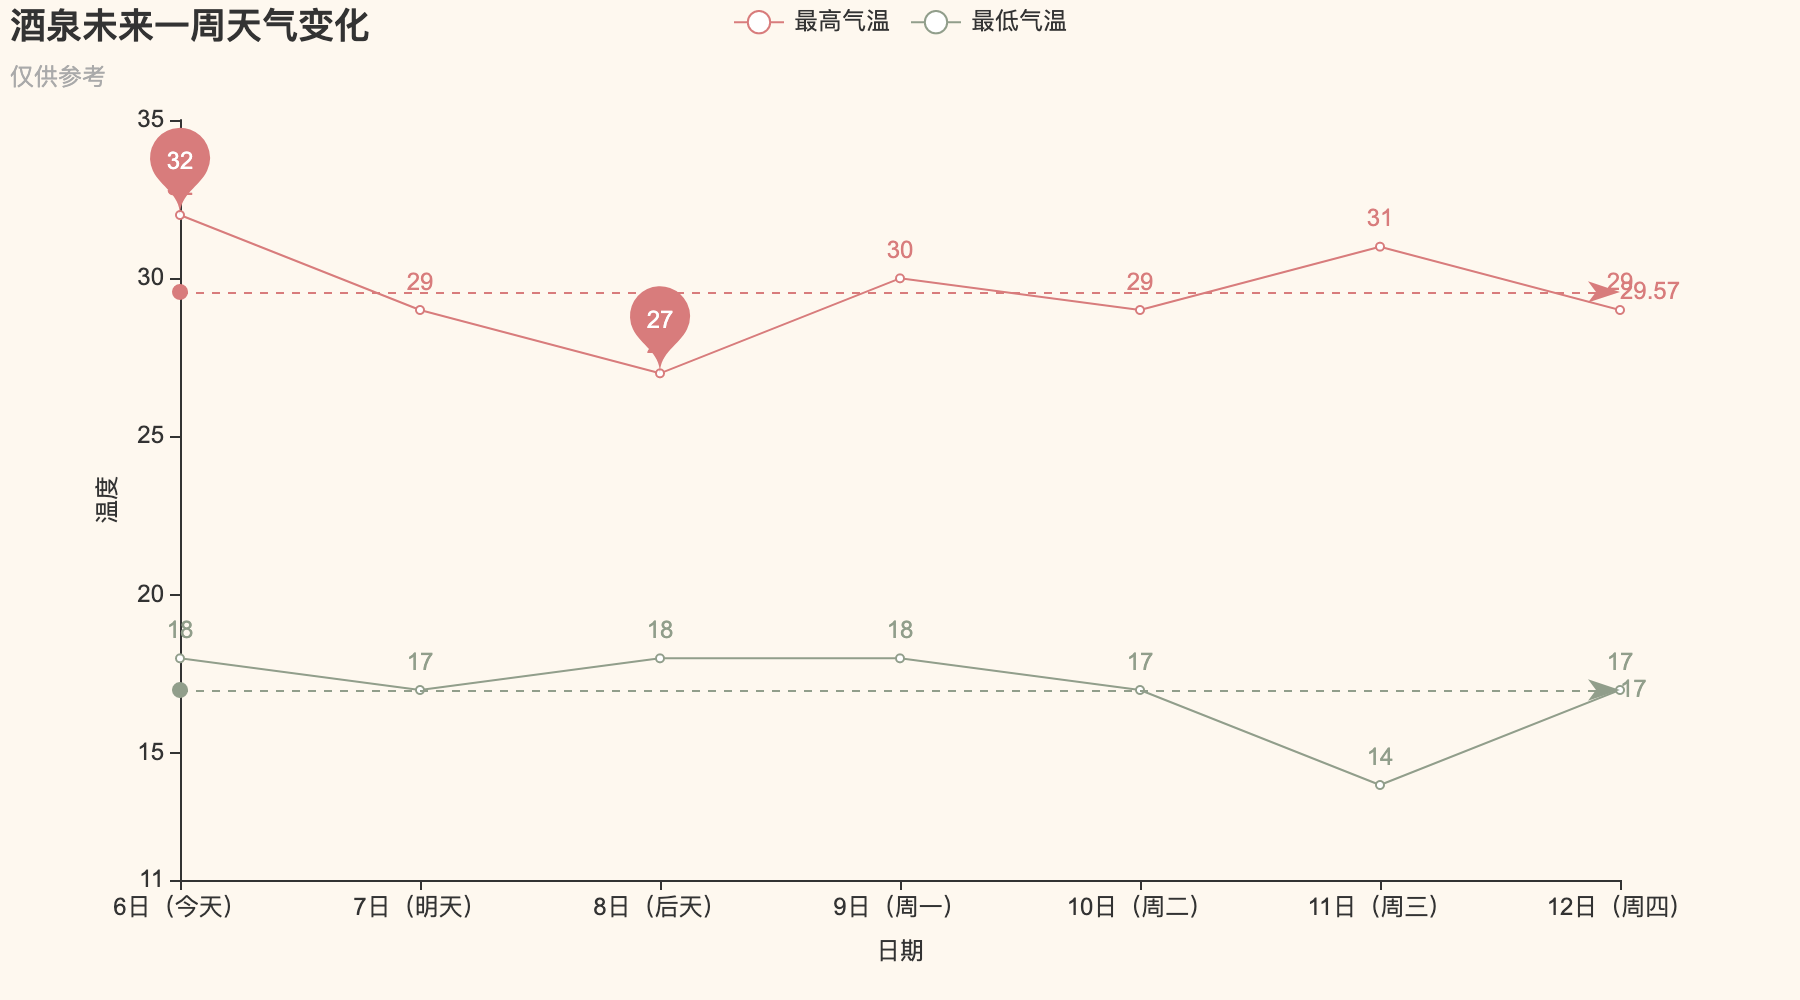 酒泉未来一周天气变化
仅供参考
最高气温
最低气温
温度
35
30
25
20
15
11
32
29
27
30
29
31
29
29.57
18
17
18
18
17
14
17
17
6日（今天）
7日（明天）
8日（后天）
9日（周一）
10日（周二）
11日（周三）
12日（周四）
日期